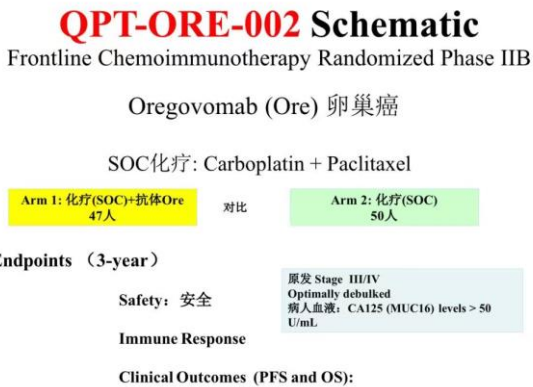 QPT-ORE-002 Schematic
Frontline Chemoimmunotherapy Randomized Phase IIB
Oregovomab (Ore) 卵巢癌
SOC化疗: Carboplatin + Paclitaxel
Arm 1: 化疗(SOC)+抗体Ore
47人
对比
Arm 2: 化疗(SOC)
50人
Endpoints （3-year）
原发 Stage III/IV
Optimally debulked
病人血液：CA125 (MUC16) levels > 50
U/mL
Safety：安全
Immune Response
Clinical Outcomes (PFS and OS):